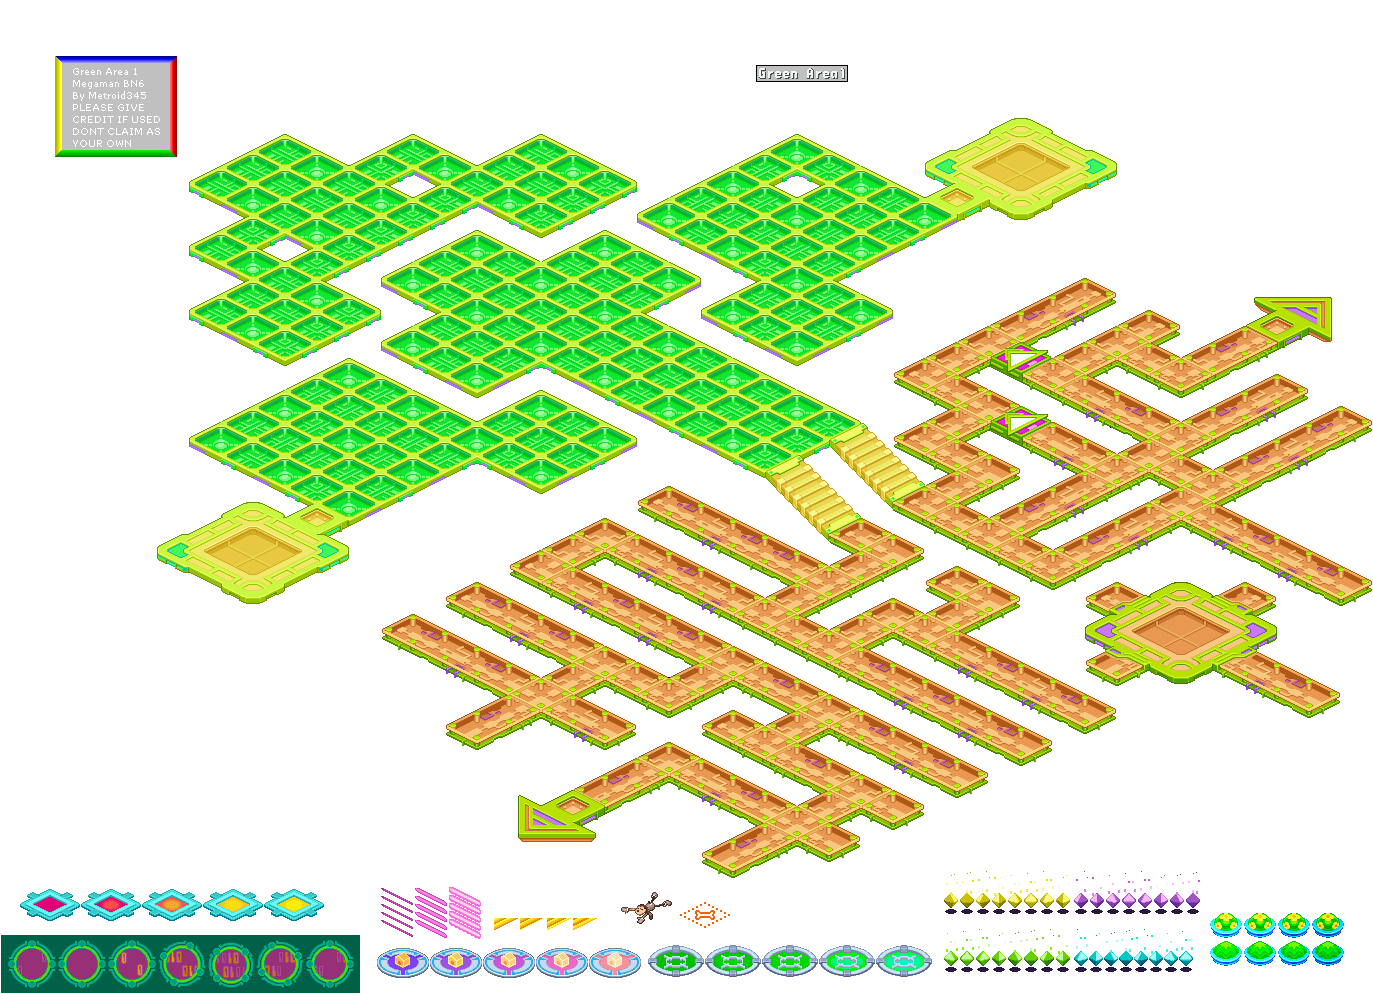 Green Area 1
Megaman BN6
By Metroid345
PLEASE GIVE
CREDIT IF USED
DONT CLAIM AS
YOUR OWN
Green Area1